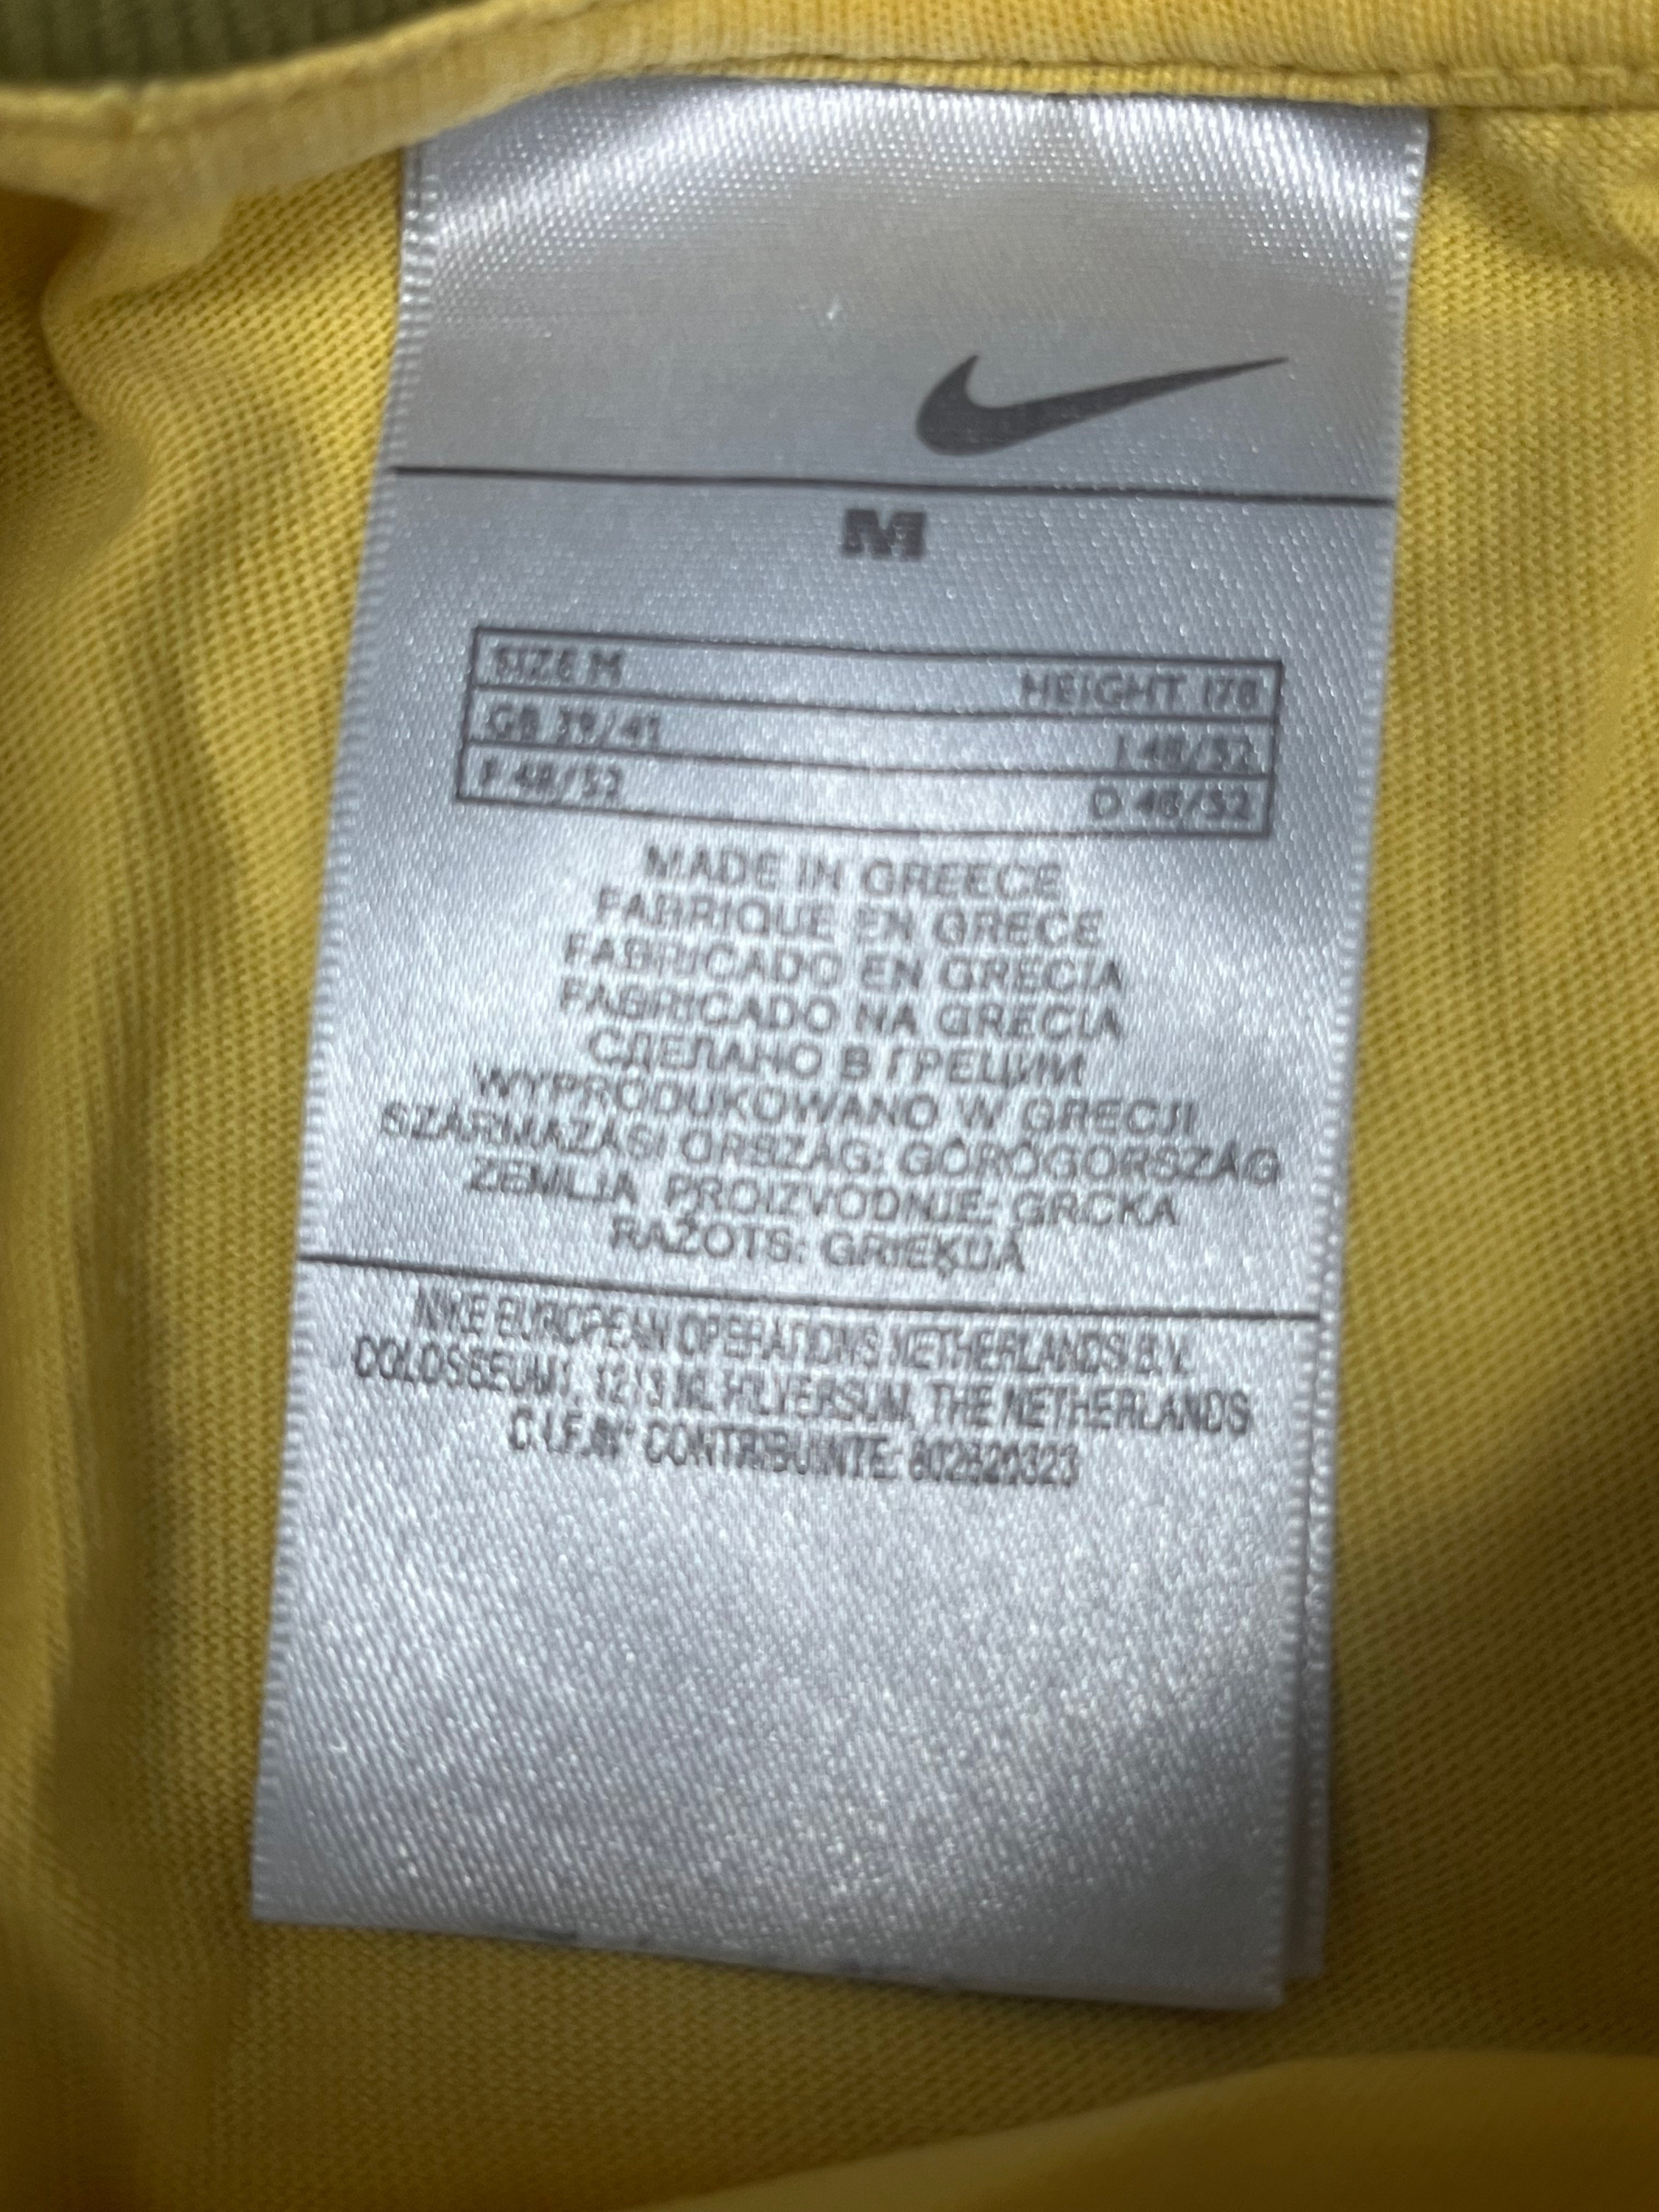 M
SIZE M HEIGHT 178
GB 39/41 I 48/52
F 48/52 D 48/52
MADE IN GREECE
FABRIQUE EN GRECE
FABRICADO EN GRECIA
FABRICADO NA GRECIA
СДЕЛАНО В ГРЕЦИИ
WYPRODUKOWANO W GRECJI
SZÁRMAZÁSI ORSZÁG: GÖRÖGORSZÁG
ZEMLJA PROIZVODNJE: GRCKA
RAŽOTS: GRIEĶIJĀ
NIKE EUROPEAN OPERATIONS NETHERLANDS B.V.
COLOSSEUM 1, 1213 NL HILVERSUM, THE NETHERLANDS
C.I.F./N° CONTRIBUINTE: 802620323